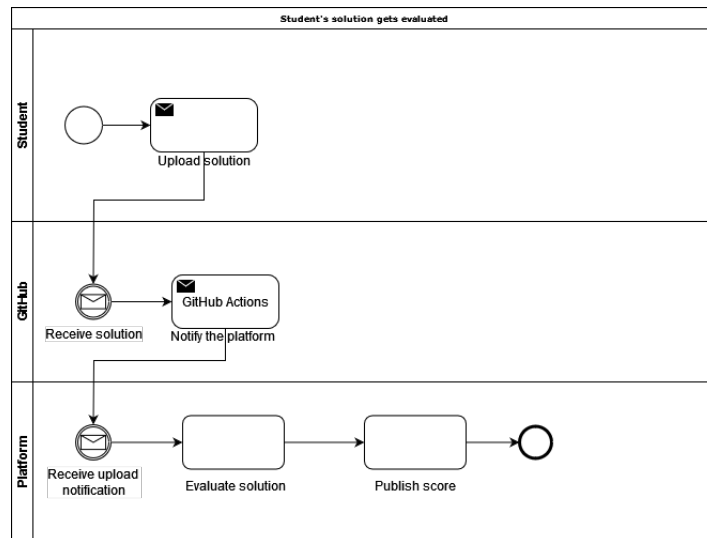 Student's solution gets evaluated
Student
Upload solution
GitHub
GitHub Actions
Receive solution
Notify the platform
Platform
Receive upload
notification
Evaluate solution
Publish score